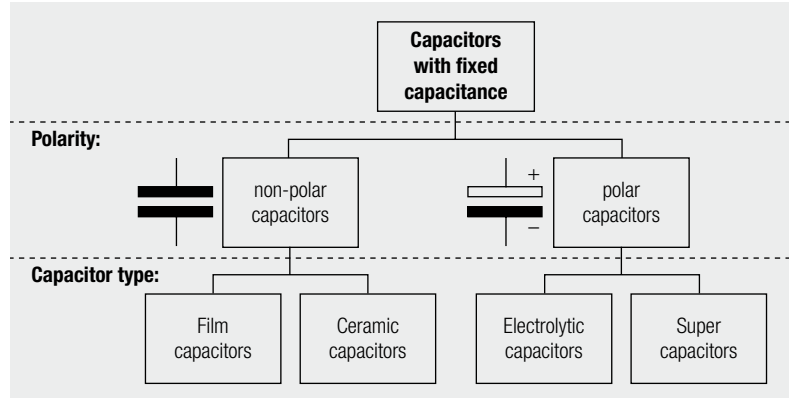 Capacitors
with fixed
capacitance
Polarity:
non-polar
capacitors
+
−
polar
capacitors
Capacitor type:
Film
capacitors
Ceramic
capacitors
Electrolytic
capacitors
Super
capacitors